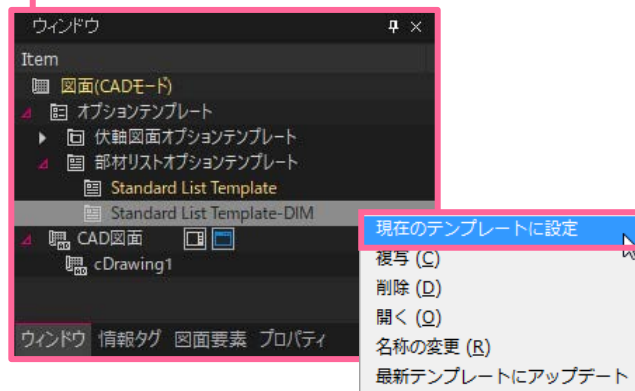 ウィンドウ
Item
図面(CADモード)
オプションテンプレート
伏軸図面オプションテンプレート
部材リストオプションテンプレート
Standard List Template
Standard List Template-DIM
CAD図面
cDrawing1
ウィンドウ 情報タグ 図面要素 プロパティ
現在のテンプレートに設定
複写 (C)
削除 (D)
開く (O)
名称の変更 (R)
最新テンプレートにアップデート